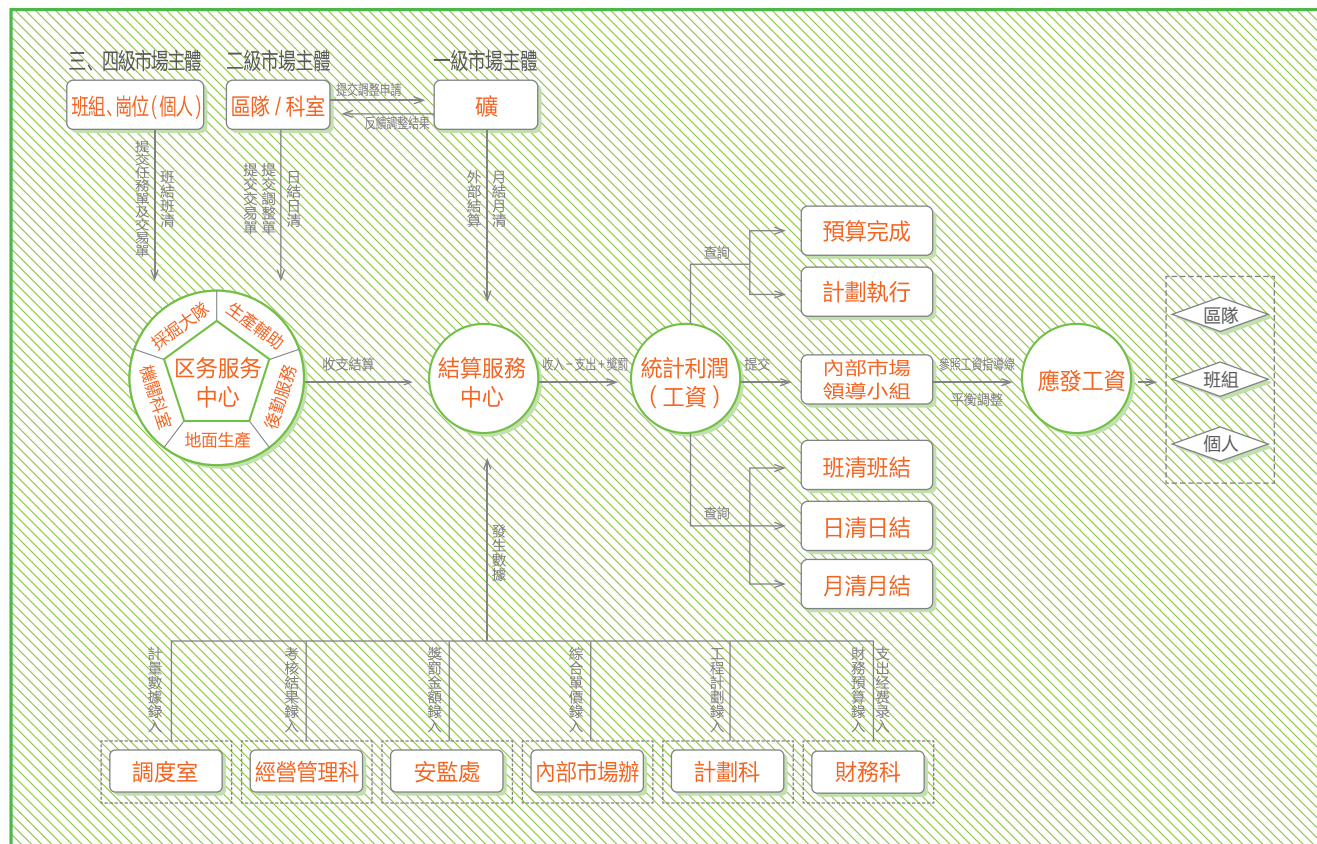 三、四級市場主體
二級市場主體
一級市場主體
班組、崗位(個人)
區隊 / 科室
提交調整申請
反饋調整結果
礦
提交任務單及交易單
班結班清
提交交易單
提交調整單
日結日清
外部結算
月結月清
採掘大隊
生產輔助
機關科室
後勤服務
地面生產
区务服务
中心
收支結算
結算服務
中心
收入-支出+獎罰
統計利潤
(工資)
查詢
預算完成
計劃執行
提交
內部市場
領導小組
參照工資指導線
平衡調整
應發工資
區隊
班組
個人
查詢
班清班結
日清日結
月清月結
發生數據
計量數據錄入
考核結果錄入
獎罰金額錄入
綜合單價錄入
工程計劃錄入
財務預算錄入
支出经费录入
調度室
經營管理科
安監處
內部市場辦
計劃科
財務科